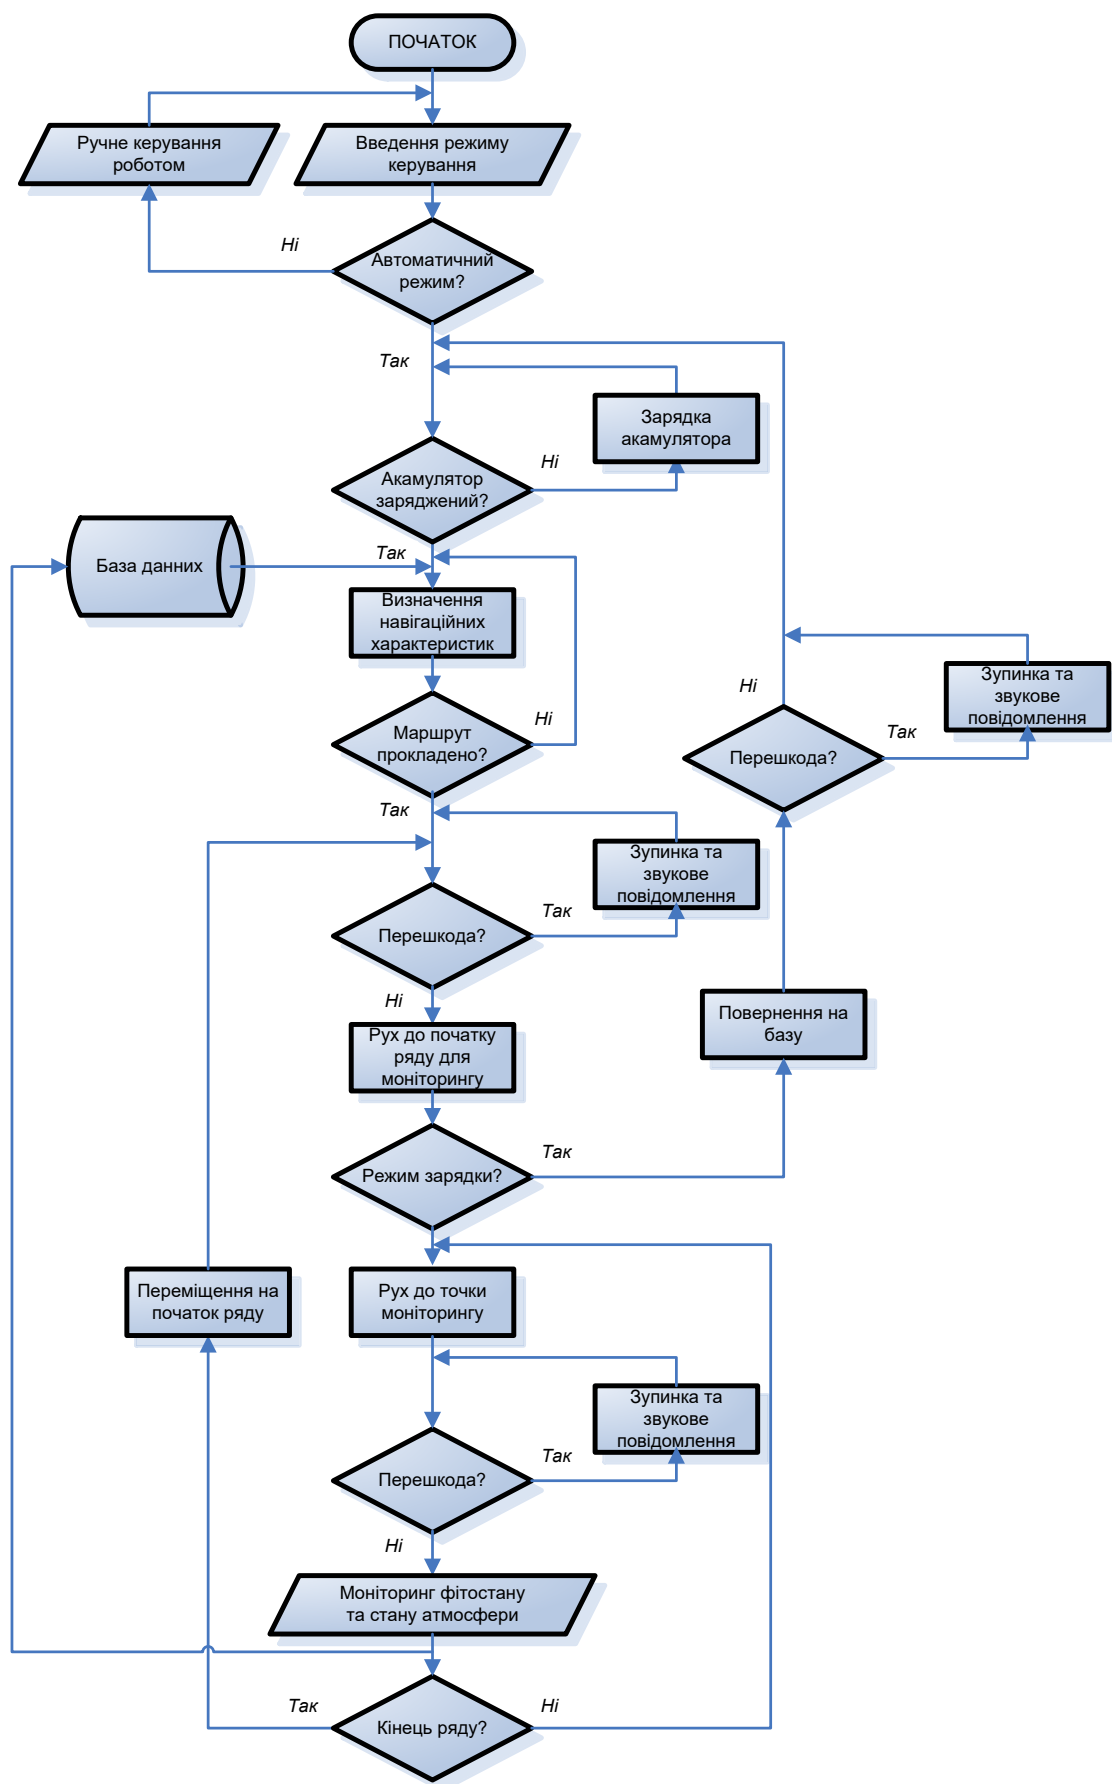 ПОЧАТОК
Ручне керування
роботом
Введення режиму
керування
Ні
Автоматичний
режим?
Так
Зарядка
акамулятора
Ні
Акамулятор
заряджений?
База данних
Так
Визначення
навігаційних
характеристик
Ні
Маршрут
прокладено?
Ні
Зупинка та
звукове
повідомлення
Так
Перешкода?
Так
Зупинка та
звукове
повідомлення
Так
Перешкода?
Ні
Рух до початку
ряду для
моніторингу
Повернення на
базу
Так
Режим зарядки?
Переміщення на
початок ряду
Рух до точки
моніторингу
Зупинка та
звукове
повідомлення
Так
Перешкода?
Ні
Моніторинг фітостану
та стану атмосфери
Так
Ні
Кінець ряду?